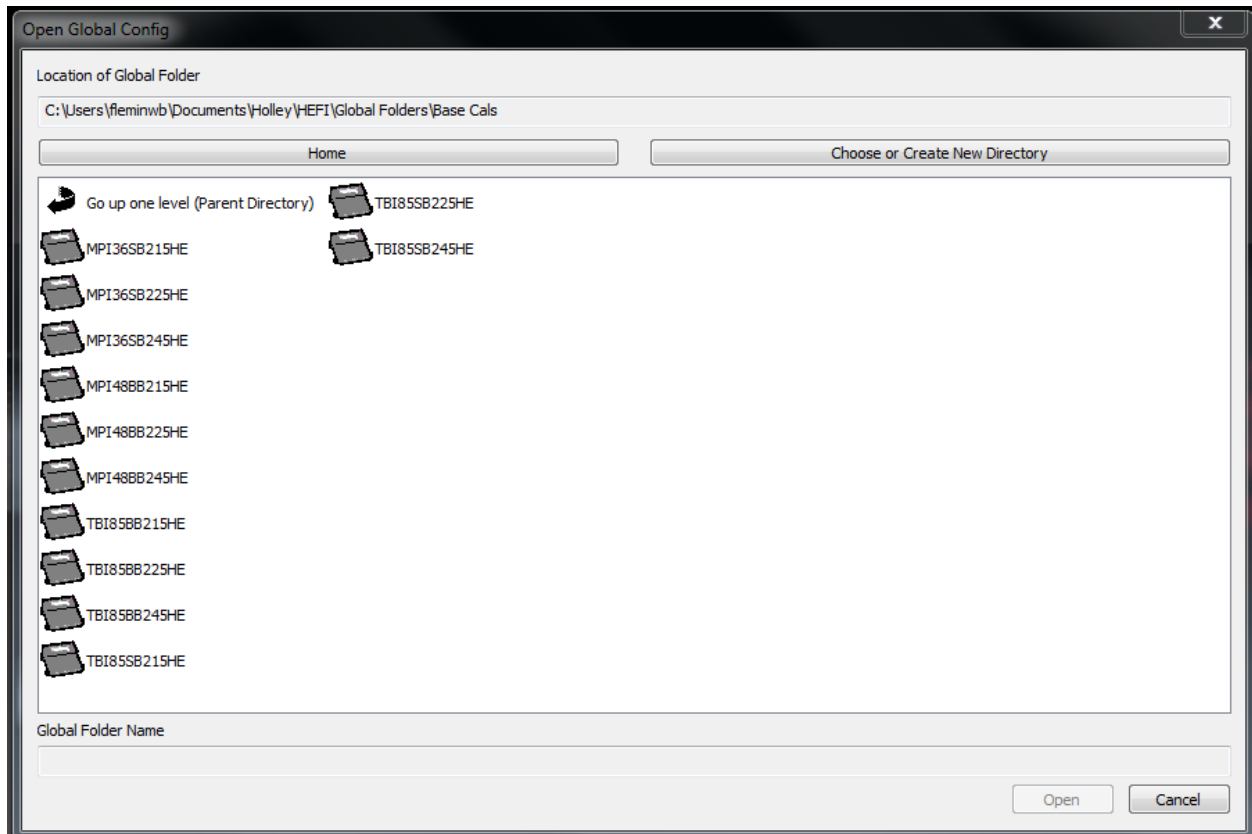 Open Global Config
X
Location of Global Folder
C:\Users\fleminwb\Documents\Holley\HEFI\Global Folders\Base Cals
Home
Choose or Create New Directory
Go up one level (Parent Directory)
MPI36SB215HE
MPI36SB225HE
MPI36SB245HE
MPI48BB215HE
MPI48BB225HE
MPI48BB245HE
TBI85BB215HE
TBI85BB225HE
TBI85BB245HE
TBI85SB215HE
TBI85SB225HE
TBI85SB245HE
Global Folder Name
Open
Cancel